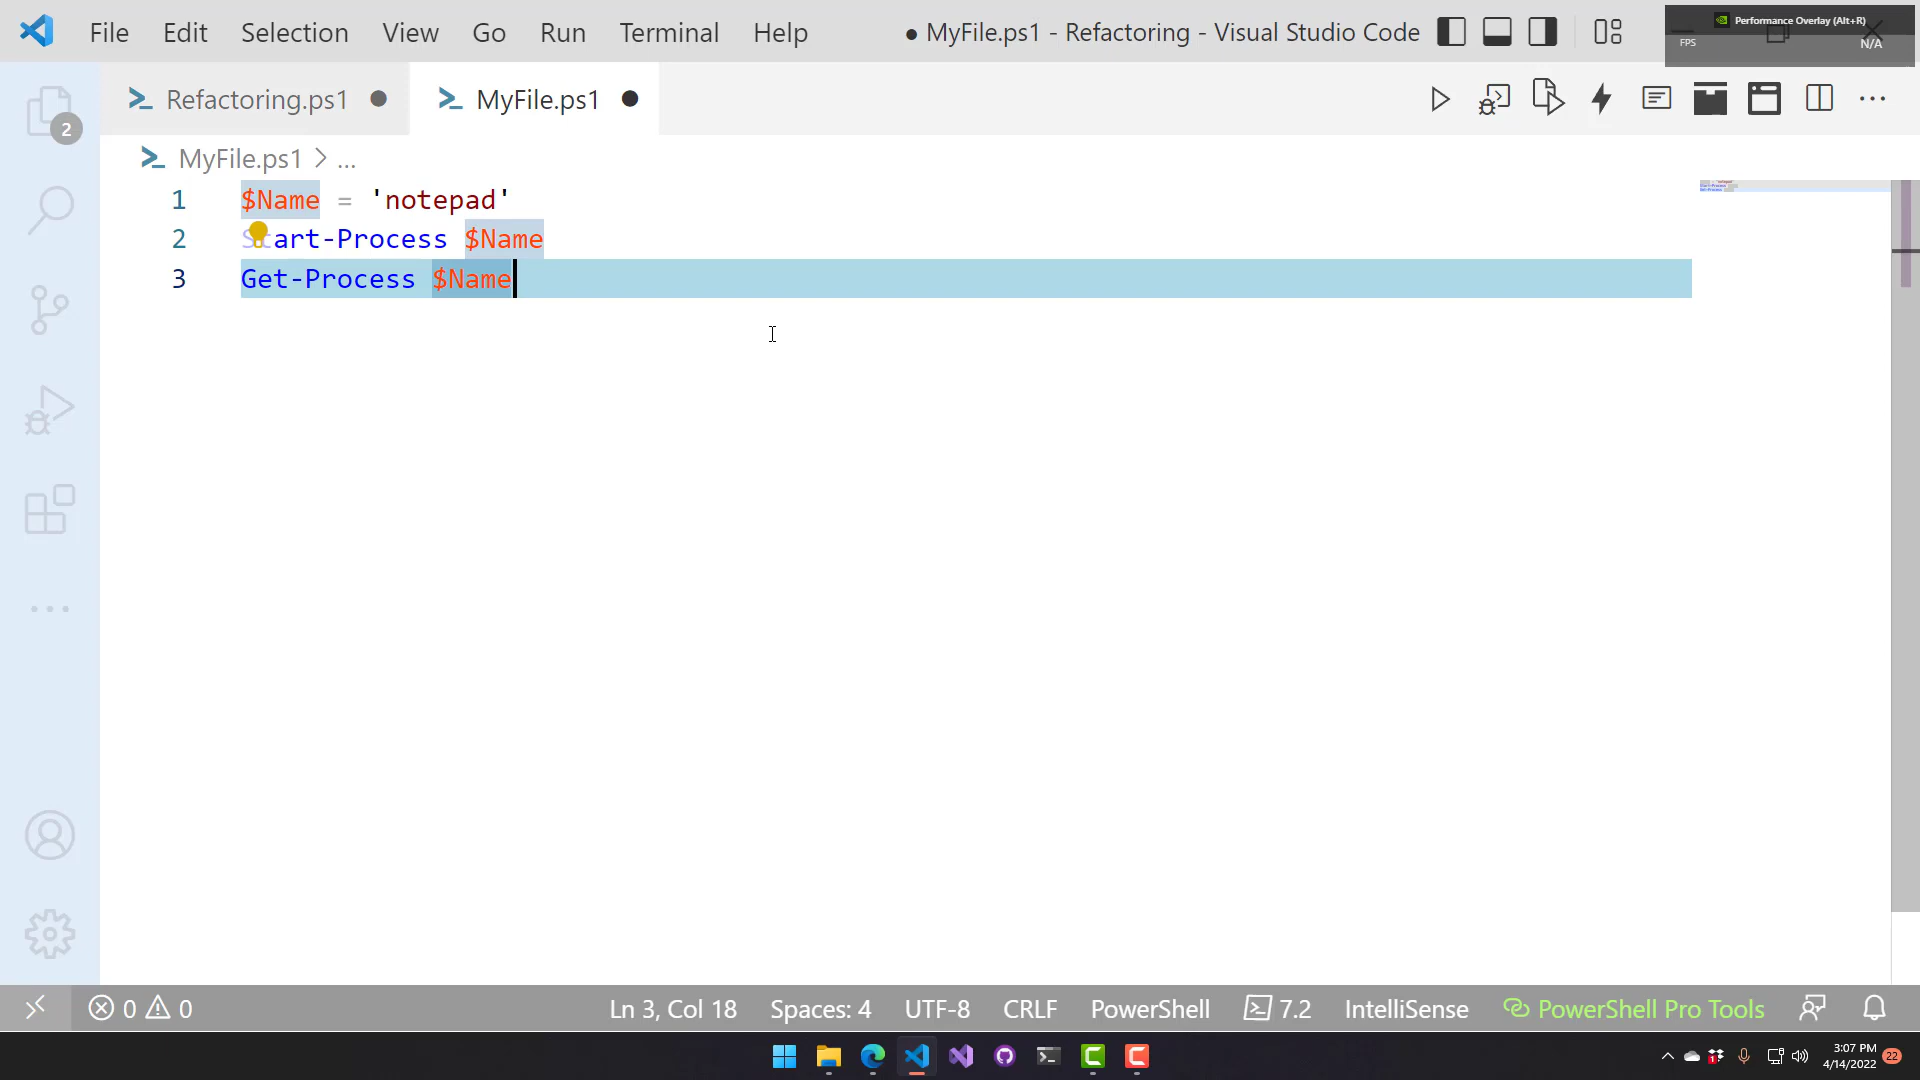 File Edit Selection View Go Run Terminal Help
● MyFile.ps1 - Refactoring - Visual Studio Code
Performance Overlay (Alt+R)
FPS N/A
Refactoring.ps1 MyFile.ps1
2
MyFile.ps1 > ...
1 $Name = 'notepad'
2 Start-Process $Name
3 Get-Process $Name
0 0 Ln 3, Col 18 Spaces: 4 UTF-8 CRLF PowerShell 7.2 IntelliSense PowerShell Pro Tools
3:07 PM
4/14/2022
22